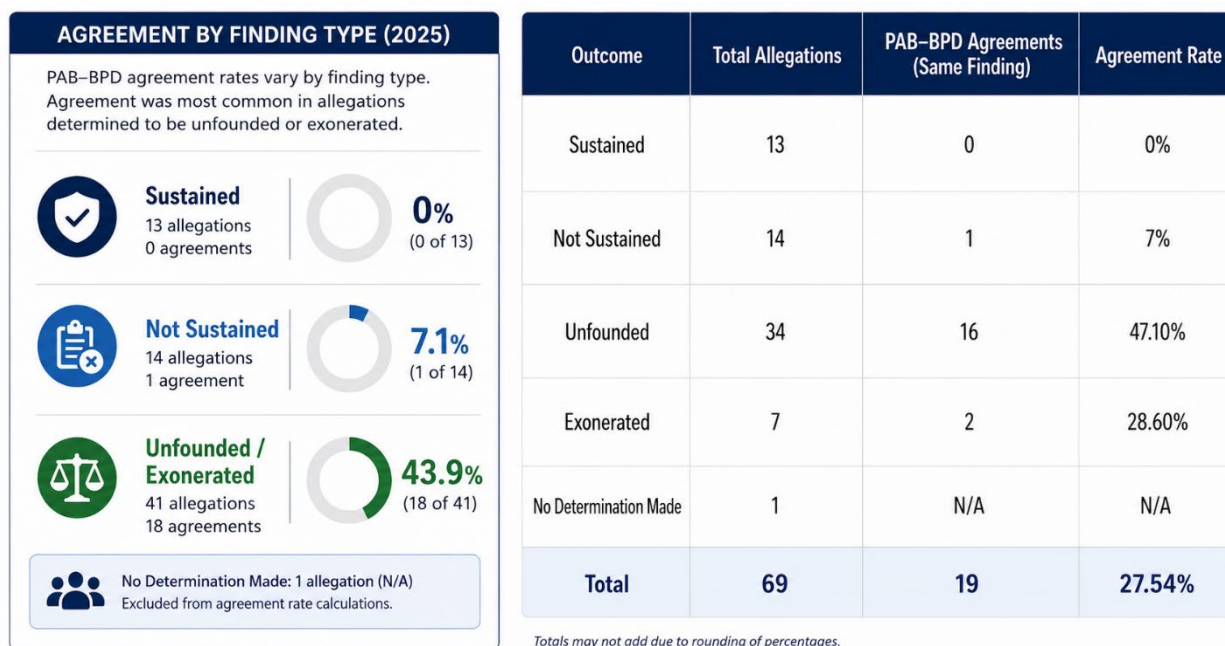 AGREEMENT BY FINDING TYPE (2025)
PAB–BPD agreement rates vary by finding type.
Agreement was most common in allegations
determined to be unfounded or exonerated.
Sustained
13 allegations
0 agreements
0%
(0 of 13)
Not Sustained
14 allegations
1 agreement
7.1%
(1 of 14)
Unfounded /
Exonerated
41 allegations
18 agreements
43.9%
(18 of 41)
No Determination Made: 1 allegation (N/A)
Excluded from agreement rate calculations.
Outcome Total Allegations PAB–BPD Agreements (Same Finding) Agreement Rate
Sustained 13 0 0%
Not Sustained 14 1 7%
Unfounded 34 16 47.10%
Exonerated 7 2 28.60%
No Determination Made 1 N/A N/A
Total 69 19 27.54%
Totals may not add due to rounding of percentages.